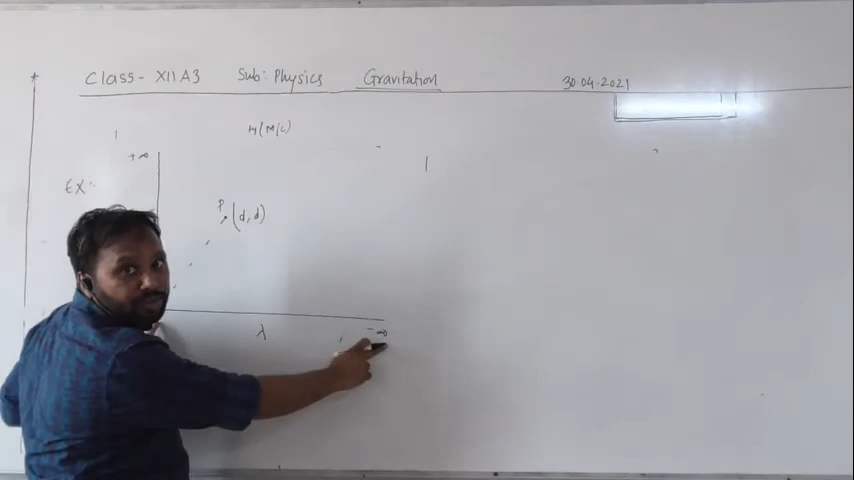 Class- XII A3 Sub: Physics Gravitation 30-04-2021
H(M/L)
+∞
EX:-
P (d, d)
λ -∞